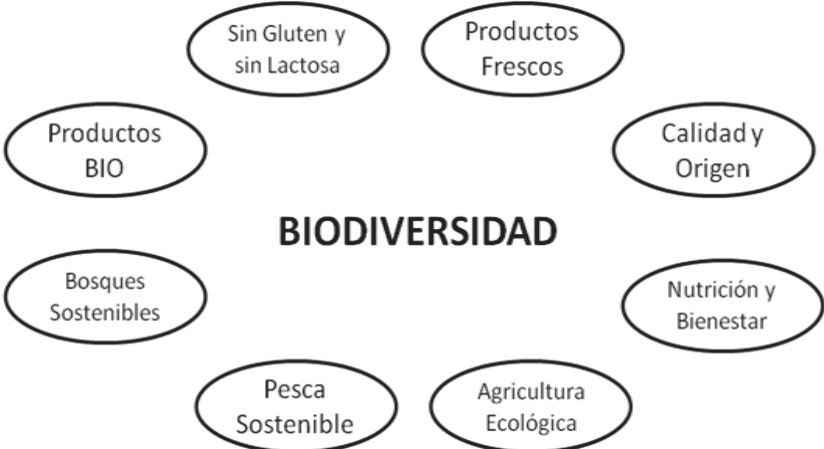 Sin Gluten y
sin Lactosa
Productos
Frescos
Productos
BIO
Calidad y
Origen
BIODIVERSIDAD
Bosques
Sostenibles
Nutrición y
Bienestar
Pesca
Sostenible
Agricultura
Ecológica